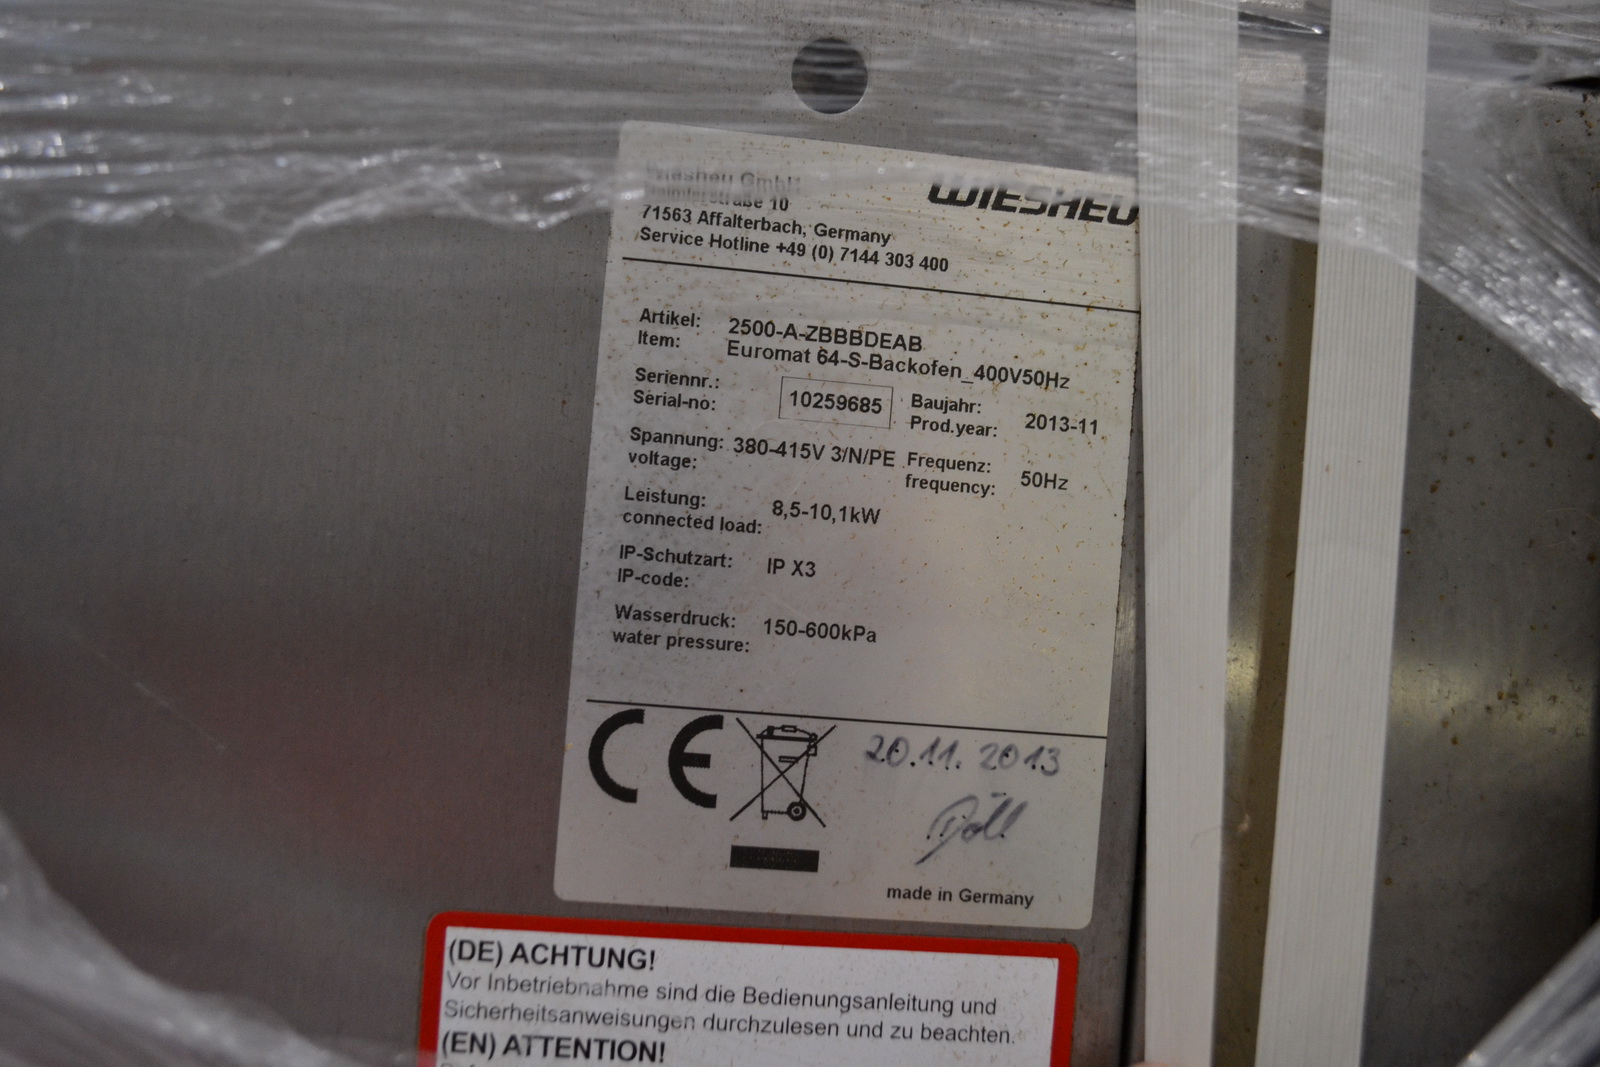 Wiesheu GmbH
Daimlerstraße 10
71563 Affalterbach, Germany
Service Hotline +49 (0) 7144 303 400
WIESHEU
Artikel: 2500-A-ZBBBDEAB
Item: Euromat 64-S-Backofen_400V50Hz
Seriennr.:
Serial-no: 10259685
Baujahr:
Prod.year: 2013-11
Spannung: 380-415V 3/N/PE
voltage:
Frequenz:
frequency: 50Hz
Leistung: 8,5-10,1kW
connected load:
IP-Schutzart: IP X3
IP-code:
Wasserdruck: 150-600kPa
water pressure:
CE
20.11.2013
made in Germany
(DE) ACHTUNG!
Vor Inbetriebnahme sind die Bedienungsanleitung und
Sicherheitsanweisungen durchzulesen und zu beachten.
(EN) ATTENTION!